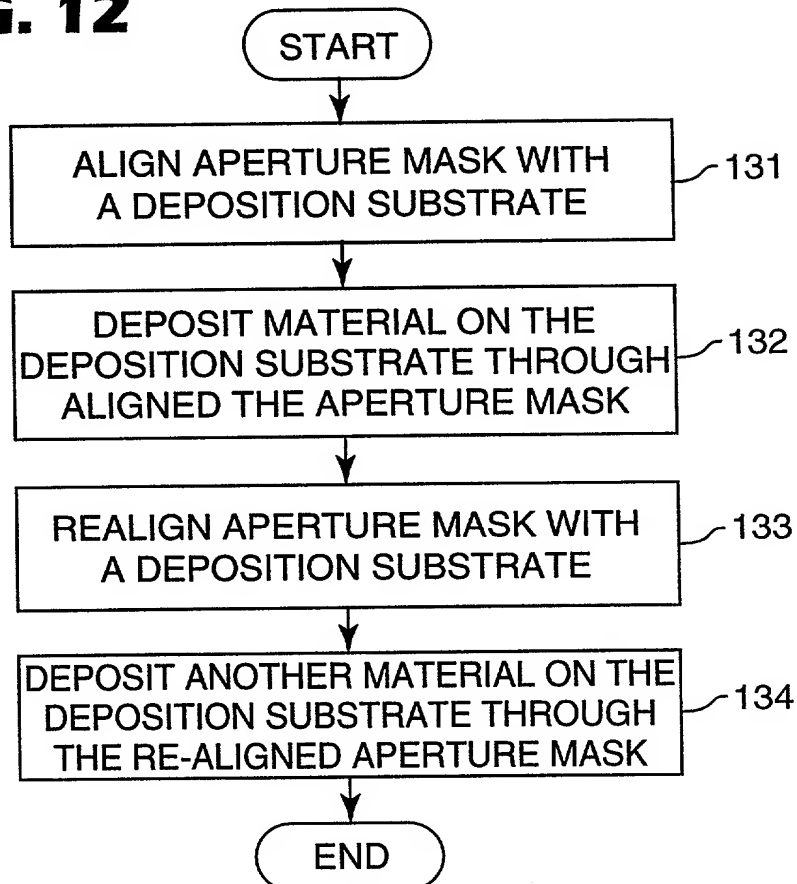 G. 12
START
ALIGN APERTURE MASK WITH
A DEPOSITION SUBSTRATE
131
DEPOSIT MATERIAL ON THE
DEPOSITION SUBSTRATE THROUGH
ALIGNED THE APERTURE MASK
132
REALIGN APERTURE MASK WITH
A DEPOSITION SUBSTRATE
133
DEPOSIT ANOTHER MATERIAL ON THE
DEPOSITION SUBSTRATE THROUGH
THE RE-ALIGNED APERTURE MASK
134
END